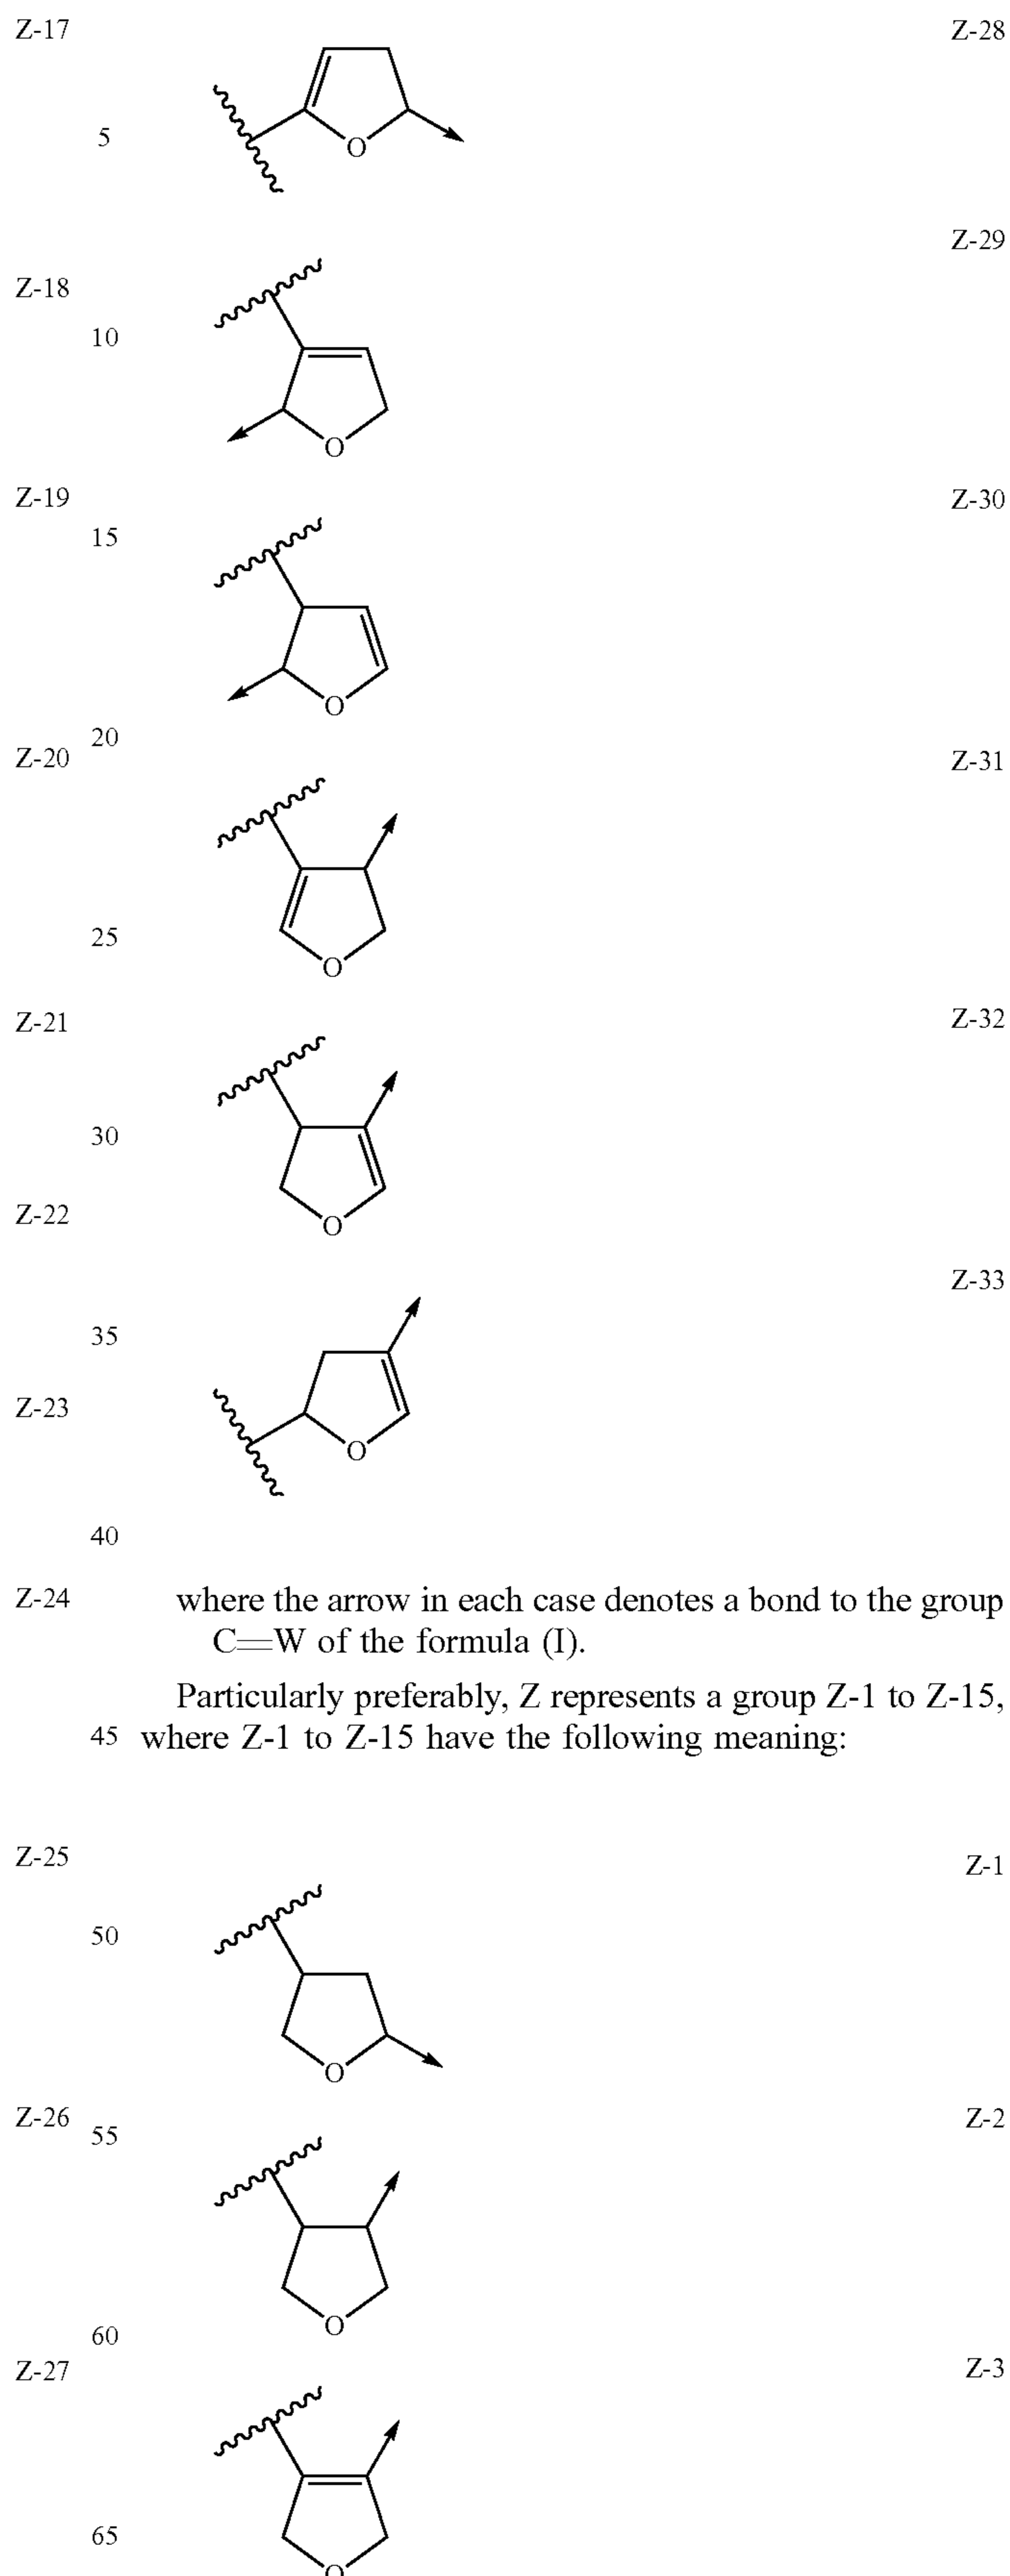 Z-17
Z-28
5
O
Z-29
Z-18
10
O
Z-19
Z-30
15
O
20
Z-20
Z-31
25
O
Z-21
Z-32
30
Z-22
O
Z-33
35
Z-23
O
40
Z-24
where the arrow in each case denotes a bond to the group
C=W of the formula (I).
Particularly preferably, Z represents a group Z-1 to Z-15,
45 where Z-1 to Z-15 have the following meaning:
Z-25
Z-1
50
O
Z-26
Z-2
55
O
60
Z-27
Z-3
65
O